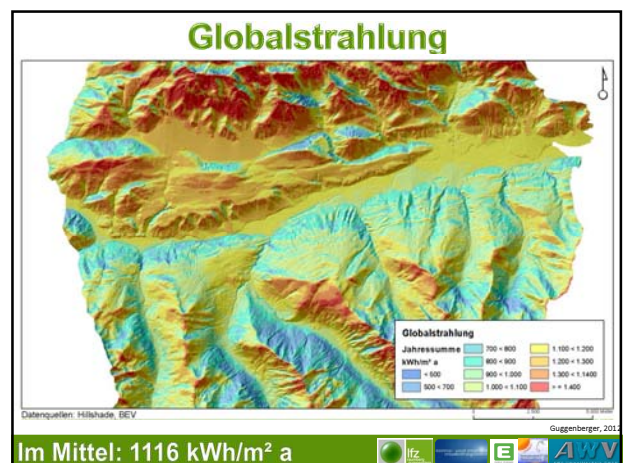 Globalstrahlung
Globalstrahlung
Jahressumme
kWh/m² a
< 500
500 < 700
700 < 800
800 < 900
900 < 1.000
1.000 < 1.100
1.100 < 1.200
1.200 < 1.300
1.300 < 1.1400
> = 1.400
Datenquellen: Hillshade, BEV
Guggenberger, 2012
Im Mittel: 1116 kWh/m² a
lfz
E
AWV